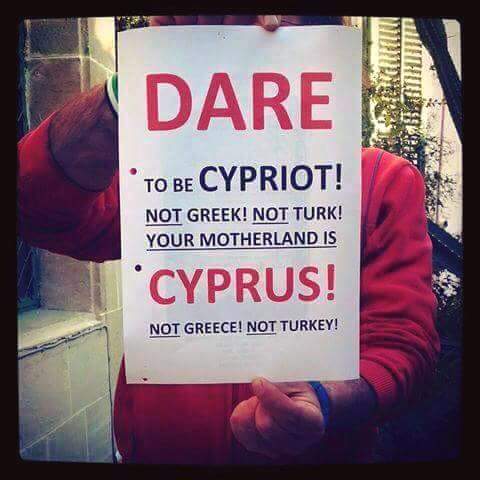 DARE
TO BE CYPRIOT!
NOT GREEK! NOT TURK!
YOUR MOTHERLAND IS
CYPRUS!
NOT GREECE! NOT TURKEY!